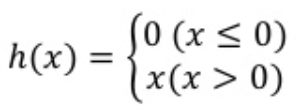 h(x) = {0 (x ≤ 0)
x(x > 0)